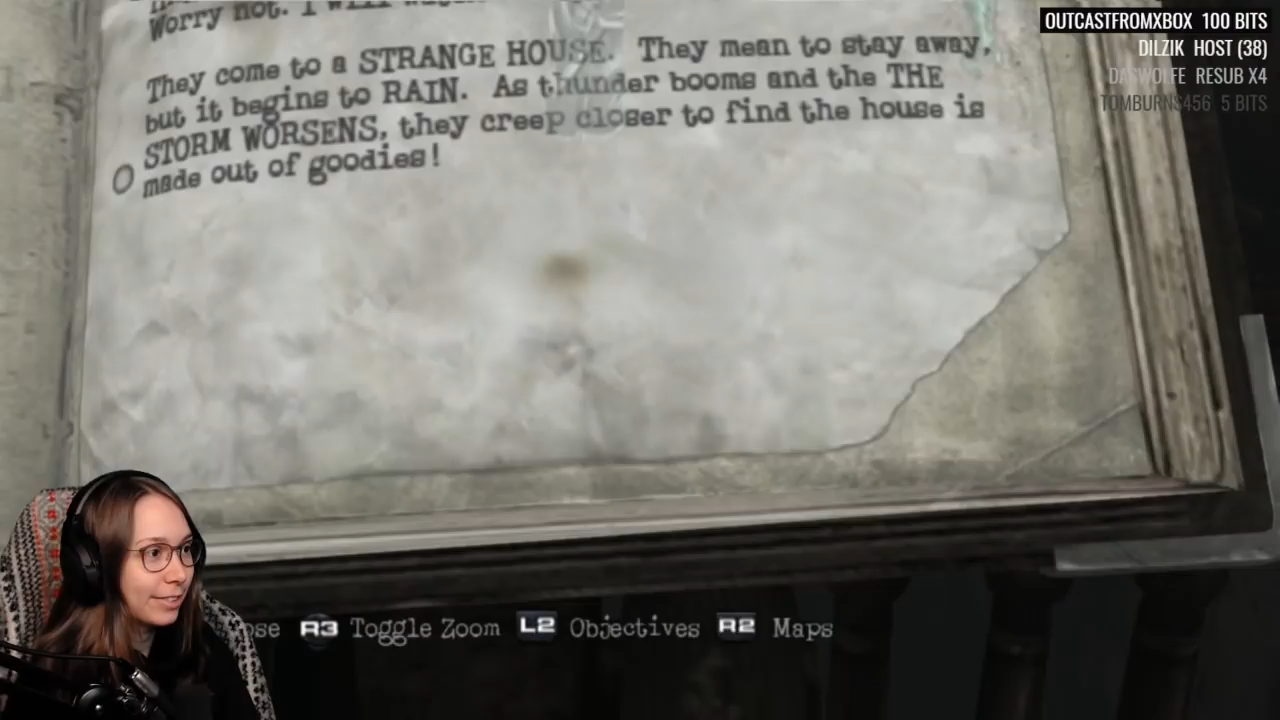 Worry not. I will
They come to a STRANGE HOUSE. They mean to stay away,
but it begins to RAIN. As thunder booms and the THE
STORM WORSENS, they creep closer to find the house is
made out of goodies!
OUTCASTFROMXBOX 100 BITS
DILZIK HOST (38)
DASWOLFE RESUB X4
TOMBURNS456 5 BITS
R3 Toggle Zoom L2 Objectives R2 Maps